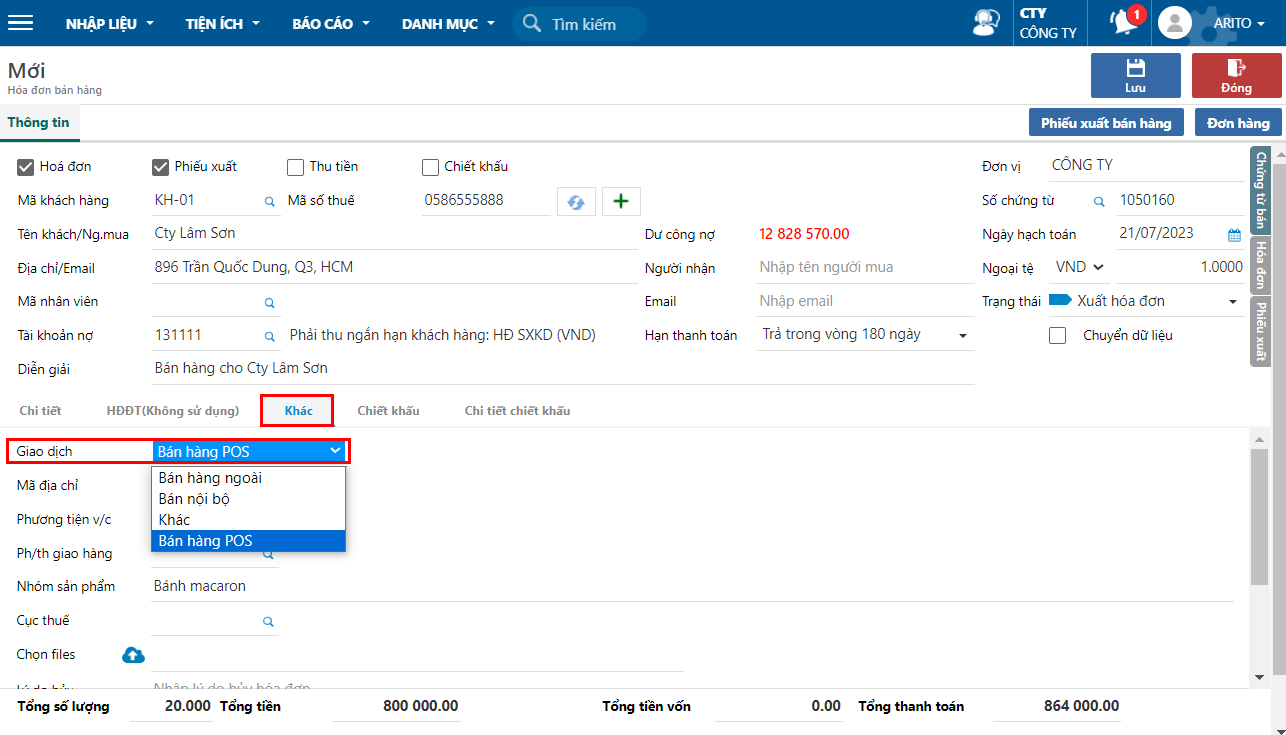 NHẬP LIỆU TIỆN ÍCH BÁO CÁO DANH MỤC Tìm kiếm CTY CÔNG TY 1 ARITO
Mới
Hóa đơn bán hàng
Lưu Đóng
Thông tin
Phiếu xuất bán hàng Đơn hàng
Hoá đơn Phiếu xuất Thu tiền Chiết khấu Đơn vị CÔNG TY
Mã khách hàng KH-01 Mã số thuế 0586555888 Số chứng từ 1050160
Tên khách/Ng.mua Cty Lâm Sơn Dư công nợ 12 828 570.00 Ngày hạch toán 21/07/2023
Địa chỉ/Email 896 Trần Quốc Dung, Q3, HCM Người nhận Nhập tên người mua Ngoại tệ VND 1.0000
Mã nhân viên Email Nhập email Trạng thái Xuất hóa đơn
Tài khoản nợ 131111 Phải thu ngắn hạn khách hàng: HĐ SXKD (VND) Hạn thanh toán Trả trong vòng 180 ngày Chuyển dữ liệu
Diễn giải Bán hàng cho Cty Lâm Sơn
Chứng từ bán
Hóa đơn
Phiếu xuất
Chi tiết HĐĐT(Không sử dụng) Khác Chiết khấu Chi tiết chiết khấu
Giao dịch Bán hàng POS
Bán hàng ngoài
Mã địa chỉ
Bán nội bộ
Phương tiện v/c
Khác
Bán hàng POS
Ph/th giao hàng
Nhóm sản phẩm Bánh macaron
Cục thuế
Chọn files
Lý do hủy Nhập lý do hủy hóa đơn
Tổng số lượng 20.000 Tổng tiền 800 000.00 Tổng tiền vốn 0.00 Tổng thanh toán 864 000.00